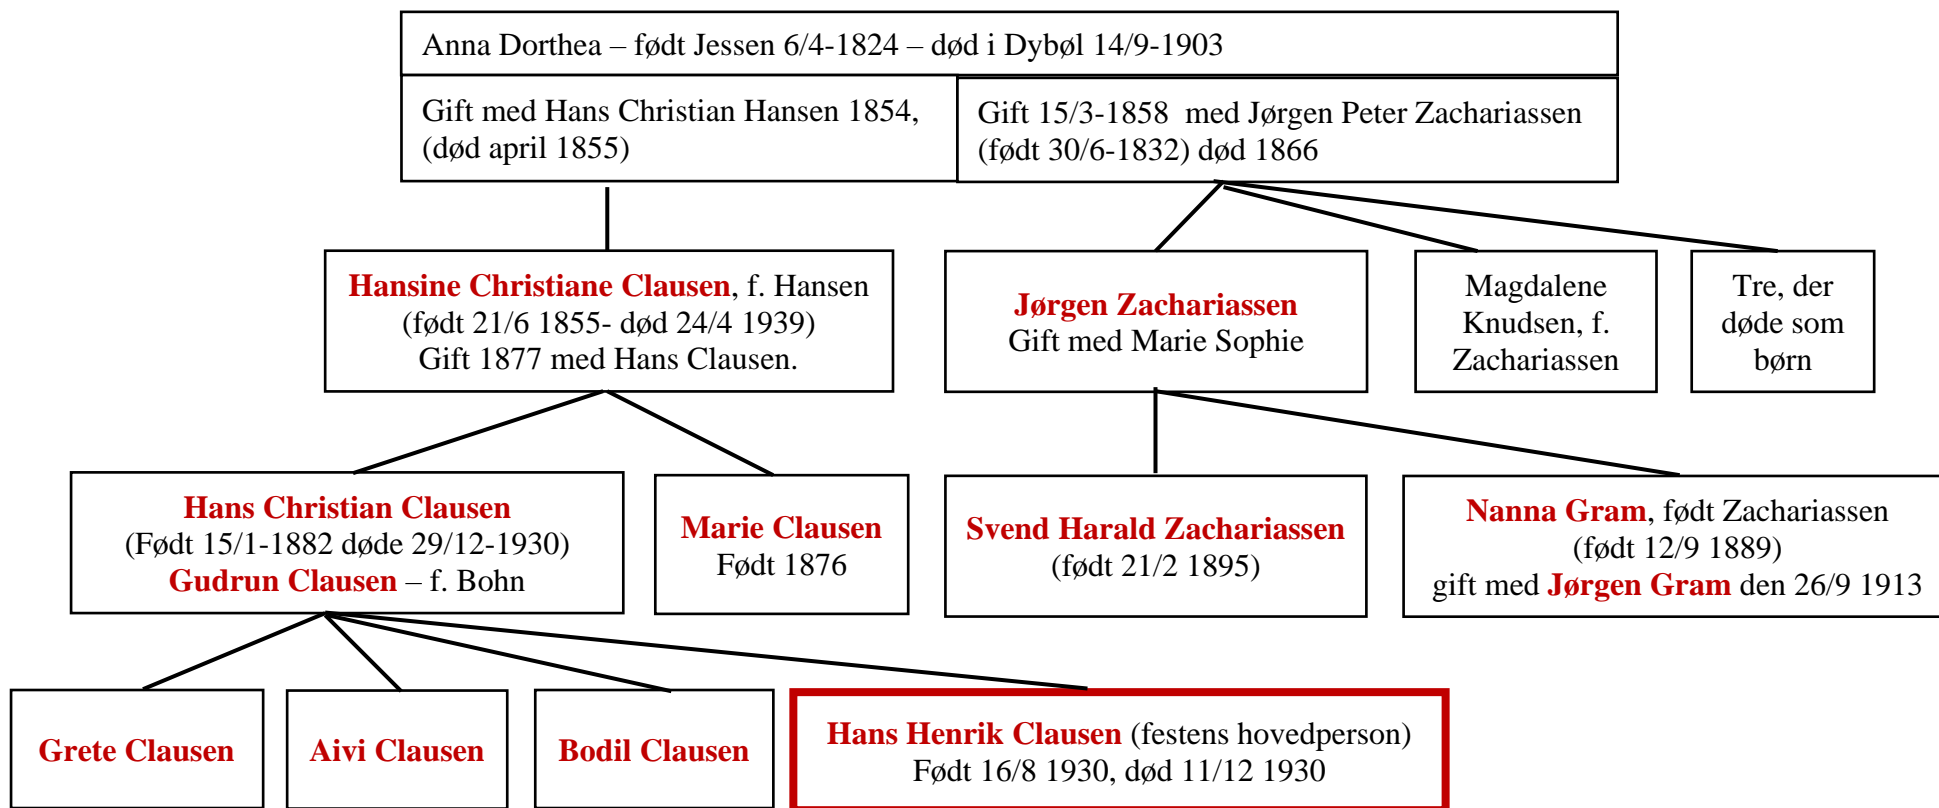 Anna Dorthea – født Jessen 6/4-1824 – død i Dybøl 14/9-1903
Gift med Hans Christian Hansen 1854,
(død april 1855)
Gift 15/3-1858  med Jørgen Peter Zachariassen
(født 30/6-1832) død 1866
Hansine Christiane Clausen, f. Hansen
(født 21/6 1855- død 24/4 1939)
Gift 1877 med Hans Clausen.
Jørgen Zachariassen
Gift med Marie Sophie
Magdalene
Knudsen, f.
Zachariassen
Tre, der
døde som
børn
Hans Christian Clausen
(Født 15/1-1882 døde 29/12-1930)
Gudrun Clausen – f. Bohn
Marie Clausen
Født 1876
Svend Harald Zachariassen
(født 21/2 1895)
Nanna Gram, født Zachariassen
(født 12/9 1889)
gift med Jørgen Gram den 26/9 1913
Grete Clausen
Aivi Clausen
Bodil Clausen
Hans Henrik Clausen (festens hovedperson)
Født 16/8 1930, død 11/12 1930